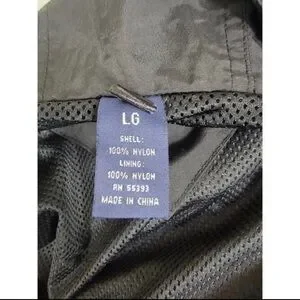 LG
SHELL:
100% NYLON
LINING:
100% NYLON
RN 55393
MADE IN CHINA